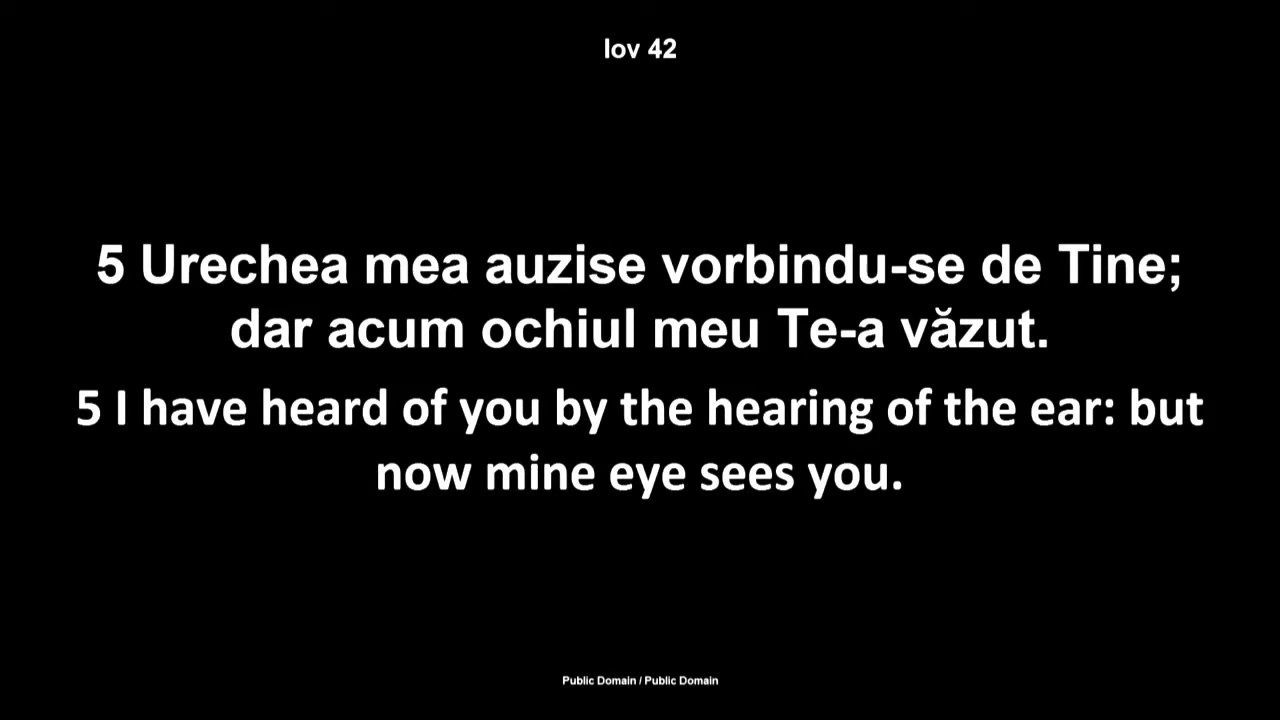 Iov 42
5 Urechea mea auzise vorbindu-se de Tine;
dar acum ochiul meu Te-a văzut.
5 I have heard of you by the hearing of the ear: but
now mine eye sees you.
Public Domain / Public Domain